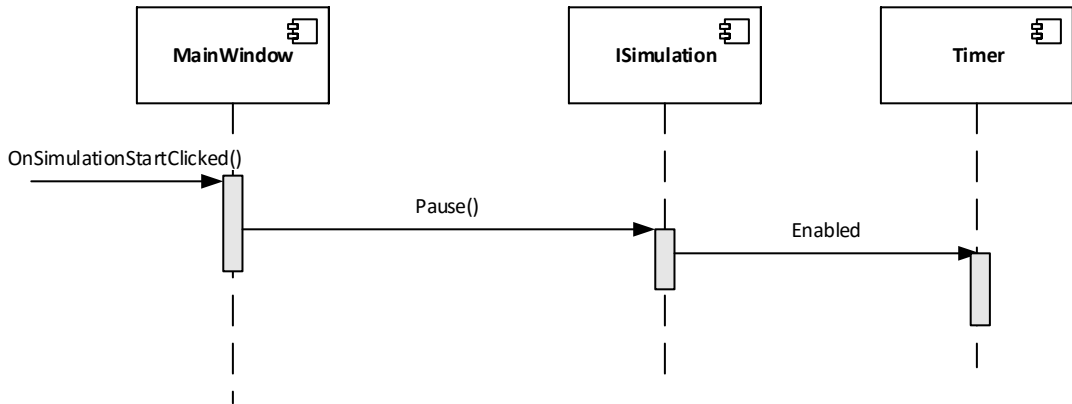 MainWindow
ISimulation
Timer
OnSimulationStartClicked()
Pause()
Enabled